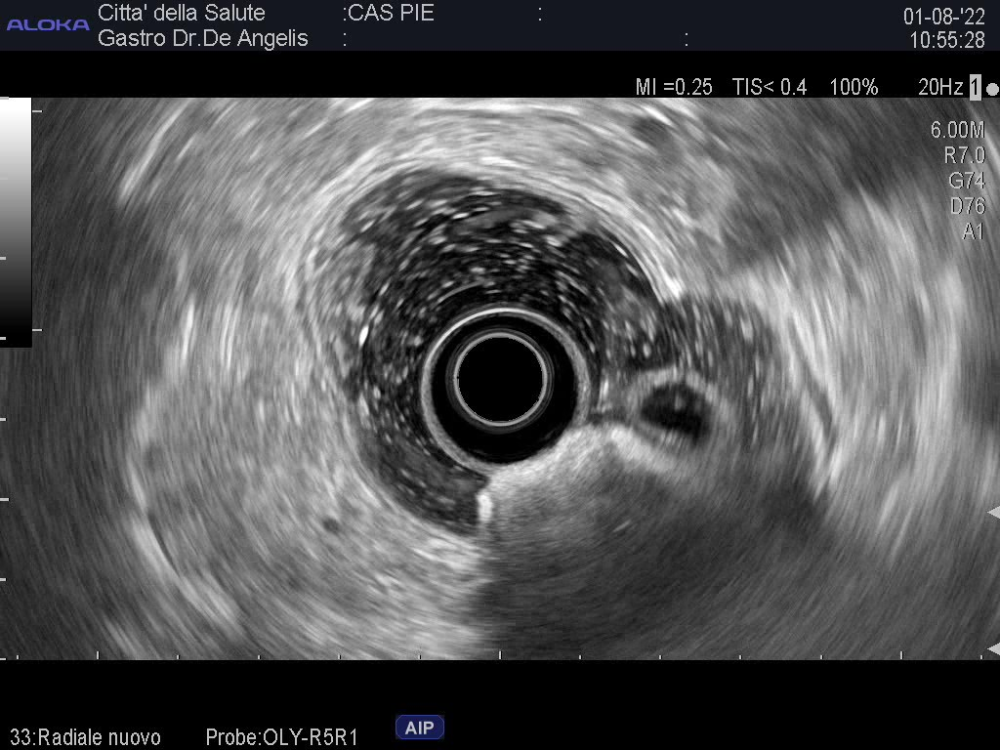 ALOKA Citta' della Salute :CAS PIE : 01-08-'22
Gastro Dr.De Angelis : : 10:55:28
MI =0.25 TIS< 0.4 100% 20Hz 1
6.00M
R7.0
G74
D76
A1
33:Radiale nuovo Probe:OLY-R5R1 AIP